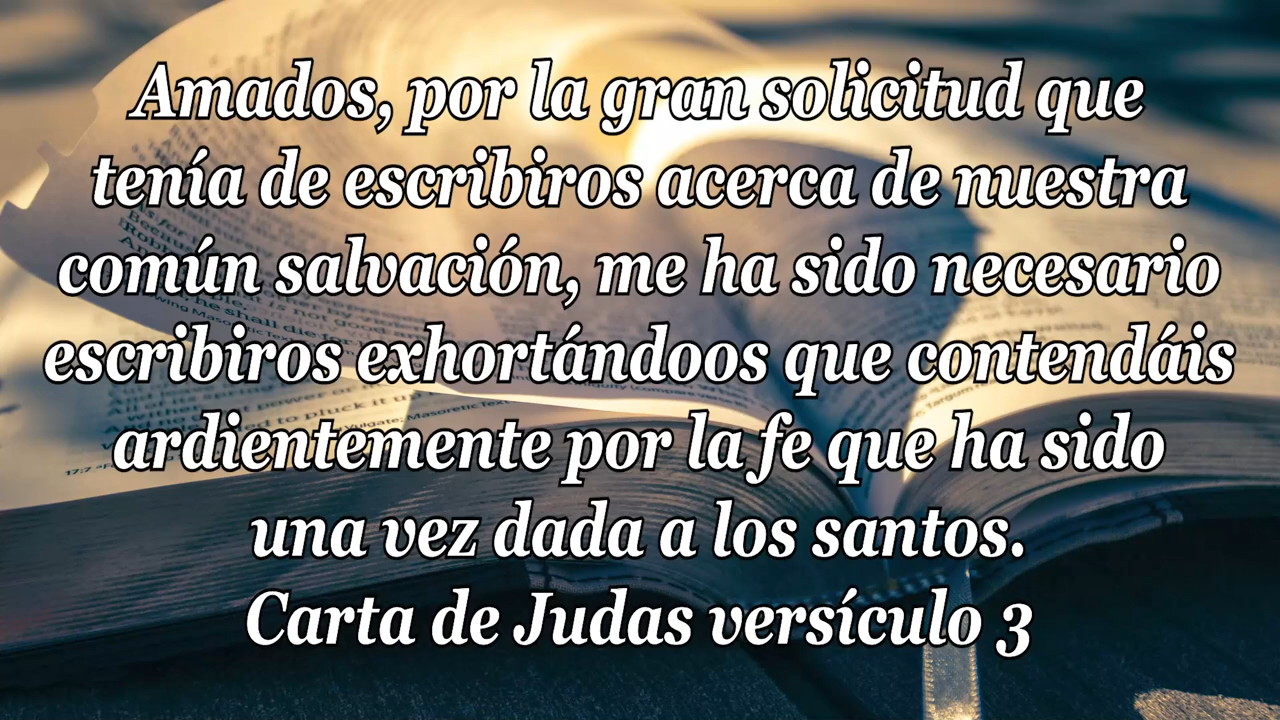 Amados, por la gran solicitud que
tenía de escribiros acerca de nuestra
común salvación, me ha sido necesario
escribiros exhortándoos que contendáis
ardientemente por la fe que ha sido
una vez dada a los santos.
Carta de Judas versículo 3